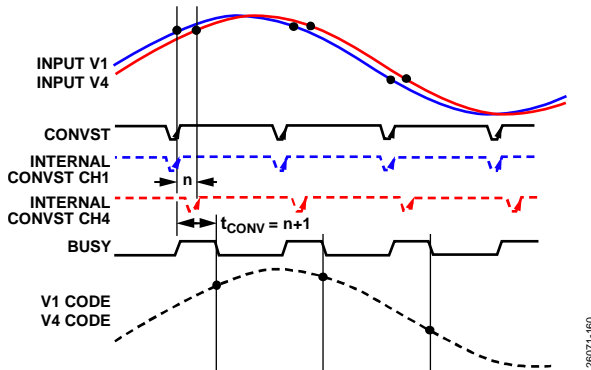 INPUT V1
INPUT V4
CONVST
INTERNAL
CONVST CH1
n
INTERNAL
CONVST CH4
tCONV = n+1
BUSY
V1 CODE
V4 CODE
26071-160